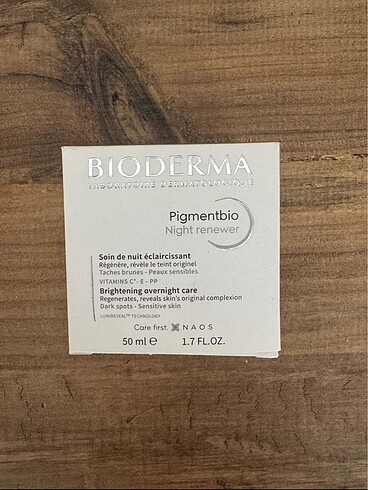 BIODERMA
LABORATOIRE DERMATOLOGIQUE
Pigmentbio
Night renewer
Soin de nuit éclaircissant
Régénère, révèle le teint originel
Taches brunes - Peaux sensibles
VITAMINS C* - E - PP
Brightening overnight care
Regenerates, reveals skin's original complexion
Dark spots - Sensitive skin
LUMIREVEAL™ TECHNOLOGY
Care first. NAOS
50 ml ℮ 1.7 FL.OZ.